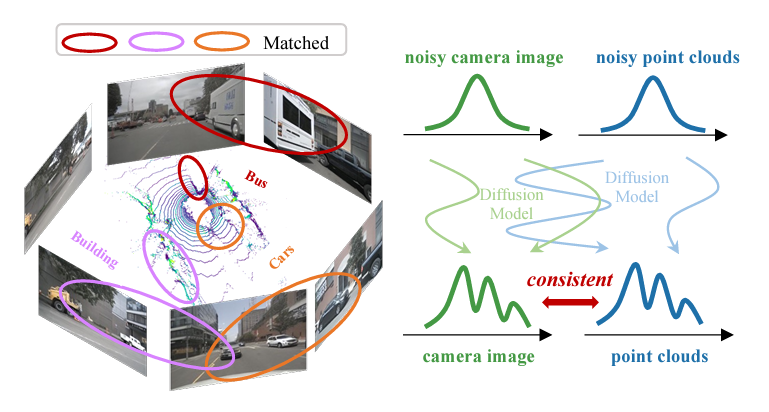 Matched
Bus
Building
Cars
noisy camera image
noisy point clouds
Diffusion
Model
Diffusion
Model
consistent
camera image
point clouds